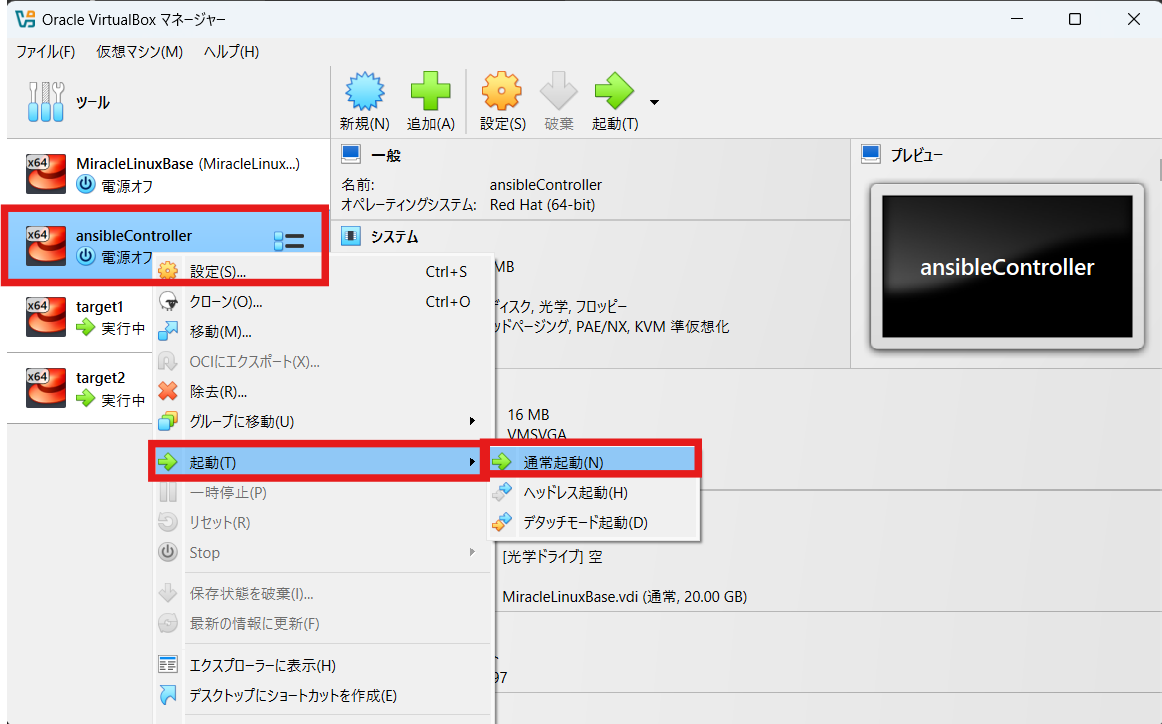 Oracle VirtualBox マネージャー
ファイル(F) 仮想マシン(M) ヘルプ(H)
ツール
新規(N) 追加(A) 設定(S) 破棄 起動(T)
x64 MiracleLinuxBase (MiracleLinux...)
電源オフ
x64 ansibleController
電源オフ
x64 target1
実行中
x64 target2
実行中
一般
名前: ansibleController
オペレーティングシステム: Red Hat (64-bit)
システム
MB
ディスク, 光学, フロッピー
ッドページング, PAE/NX, KVM 準仮想化
16 MB
VMSVGA
[光学ドライブ] 空
MiracleLinuxBase.vdi (通常, 20.00 GB)
97
プレビュー
ansibleController
設定(S)... Ctrl+S
クローン(O)... Ctrl+O
移動(M)...
OCIにエクスポート(X)...
除去(R)...
グループに移動(U)
起動(T)
一時停止(P)
リセット(R)
Stop
保存状態を破棄(I)...
最新の情報に更新(F)
エクスプローラーに表示(H)
デスクトップにショートカットを作成(E)
通常起動(N)
ヘッドレス起動(H)
デタッチモード起動(D)